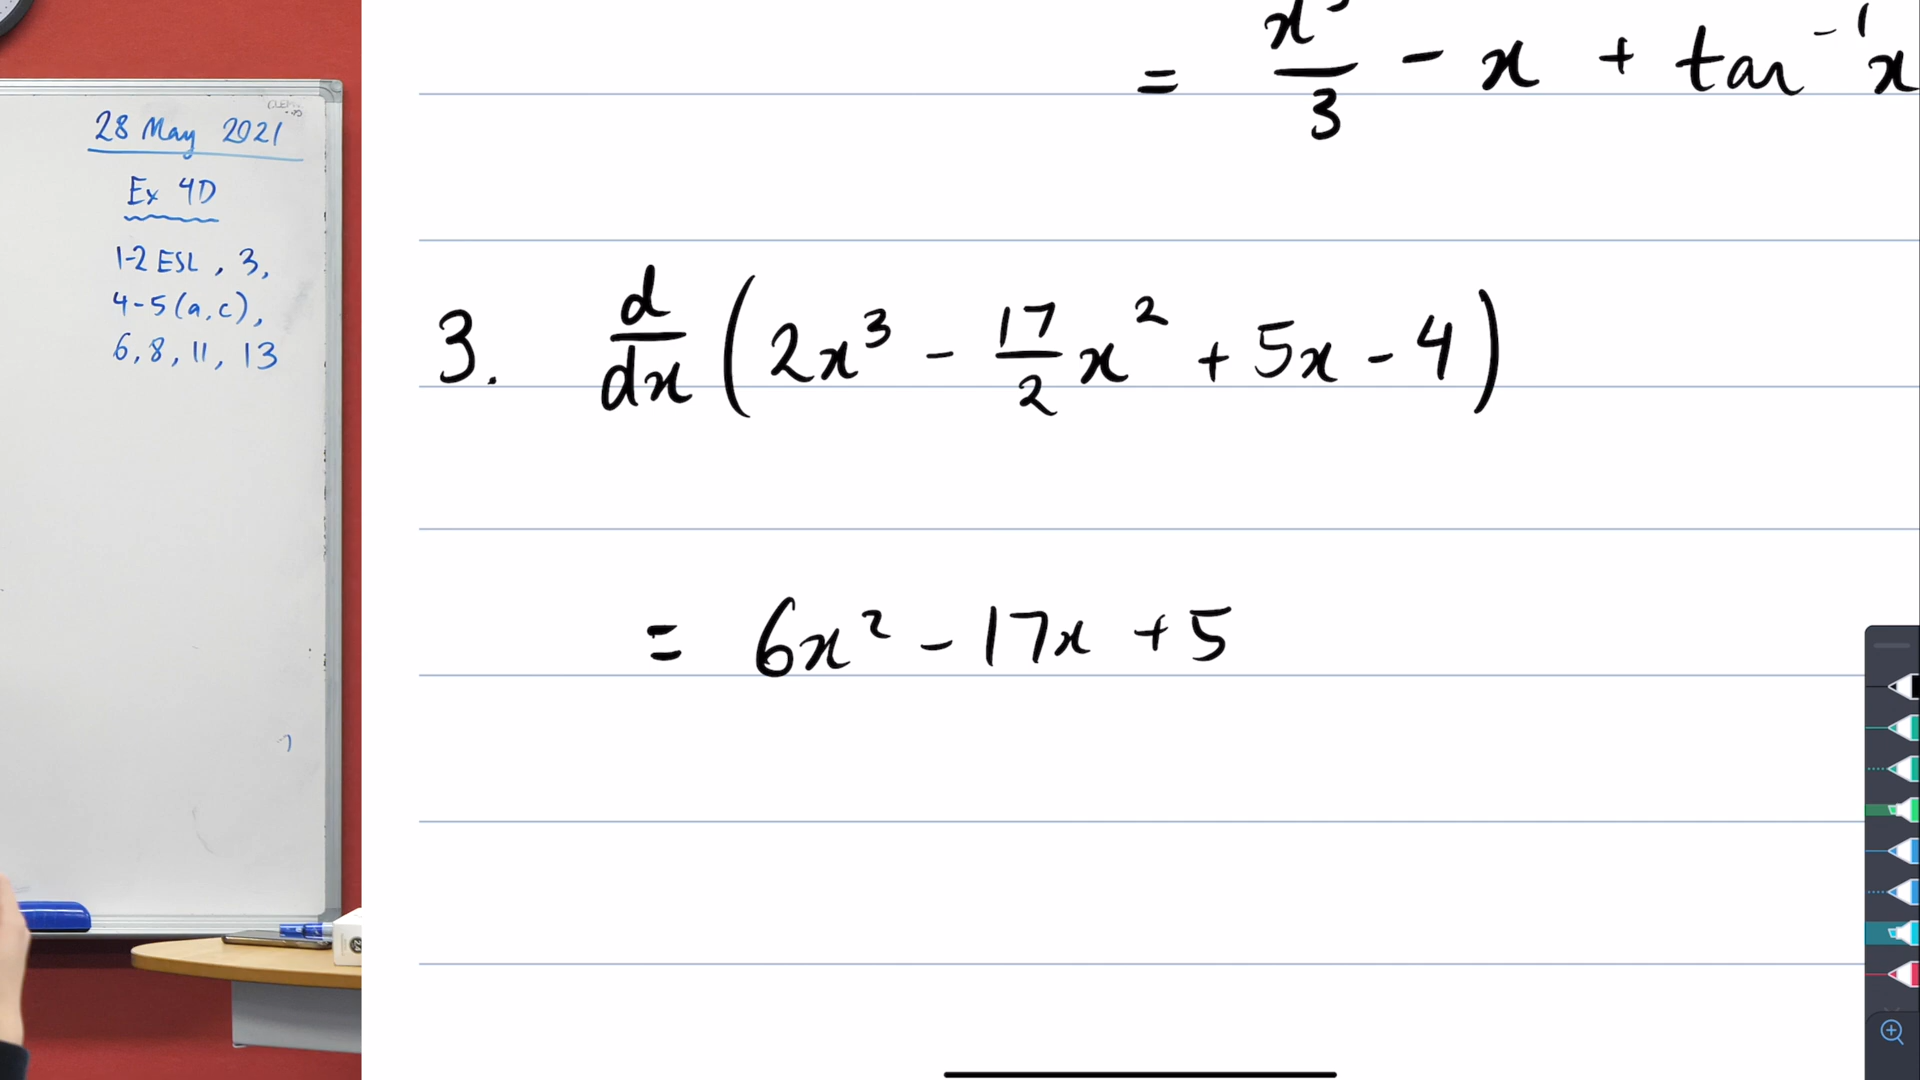 28 May 2021
Ex 4D
1-2 ESL, 3,
4-5(a,c),
6, 8, 11, 13
= x³/3 - x + tan⁻¹x
3. d/dx (2x³ - 17/2 x² + 5x - 4)
= 6x² - 17x + 5